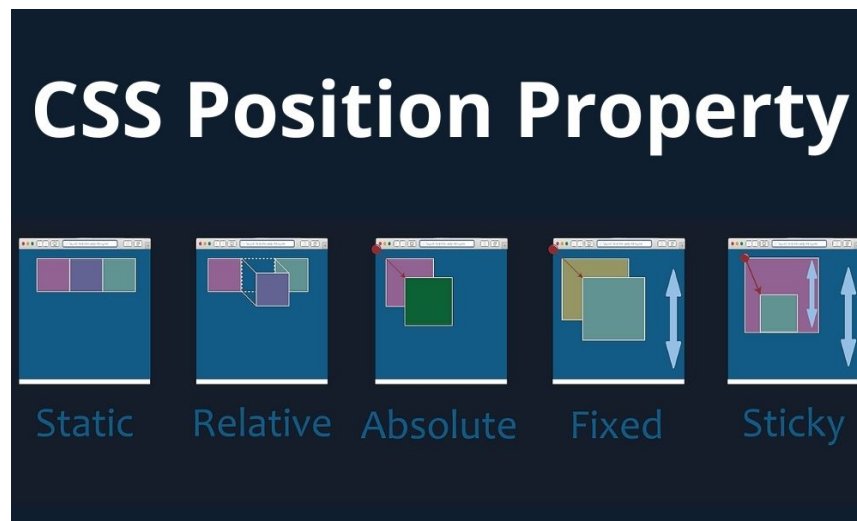 CSS Position Property
Static
Relative
Absolute
Fixed
Sticky